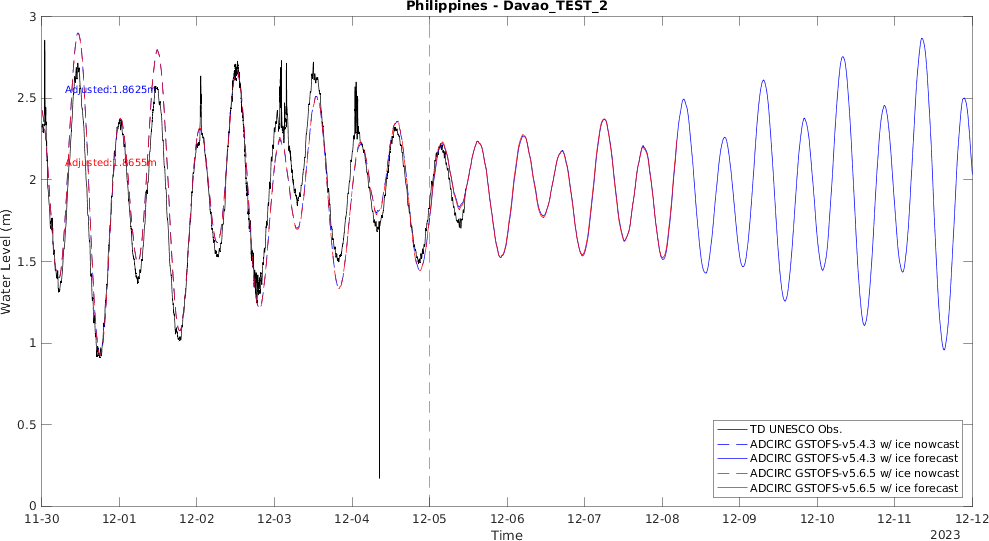 Philippines - Davao_TEST_2
3
2.5
2
1.5
1
0.5
0
Water Level (m)
Adjusted:1.8625m
Adjusted:1.8655m
TD UNESCO Obs.
ADCIRC GSTOFS-v5.4.3 w/ ice nowcast
ADCIRC GSTOFS-v5.4.3 w/ ice forecast
ADCIRC GSTOFS-v5.6.5 w/ ice nowcast
ADCIRC GSTOFS-v5.6.5 w/ ice forecast
11-30 12-01 12-02 12-03 12-04 12-05 12-06 12-07 12-08 12-09 12-10 12-11 12-12
Time
2023